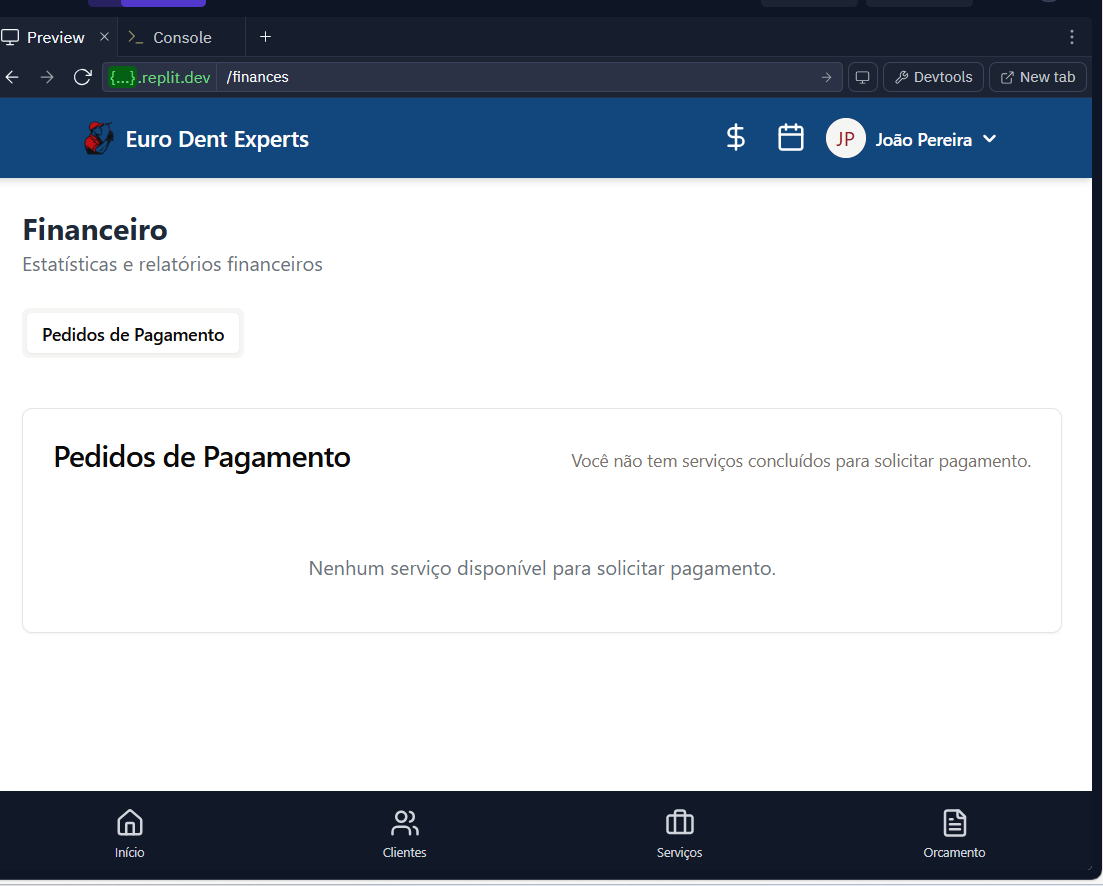 Preview
Console
{...}.replit.dev /finances
Devtools
New tab
Euro Dent Experts
JP
João Pereira
Financeiro
Estatísticas e relatórios financeiros
Pedidos de Pagamento
Pedidos de Pagamento
Você não tem serviços concluídos para solicitar pagamento.
Nenhum serviço disponível para solicitar pagamento.
Início
Clientes
Serviços
Orcamento